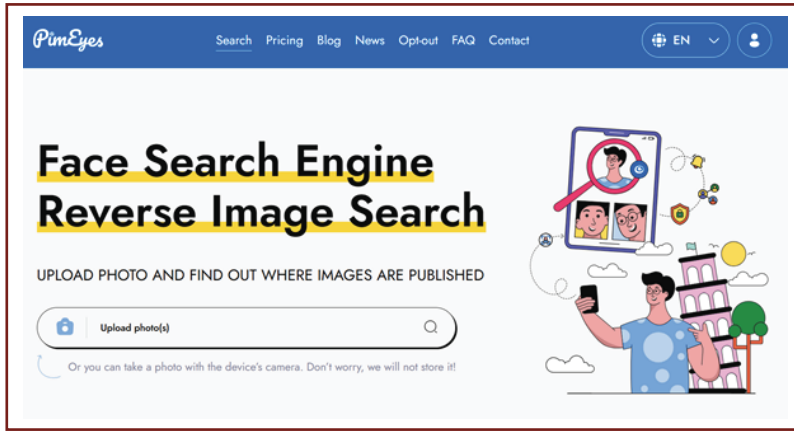 PimEyes
Search Pricing Blog News Opt-out FAQ Contact
EN
Face Search Engine
Reverse Image Search
UPLOAD PHOTO AND FIND OUT WHERE IMAGES ARE PUBLISHED
Upload photo(s)
Or you can take a photo with the device's camera. Don't worry, we will not store it!